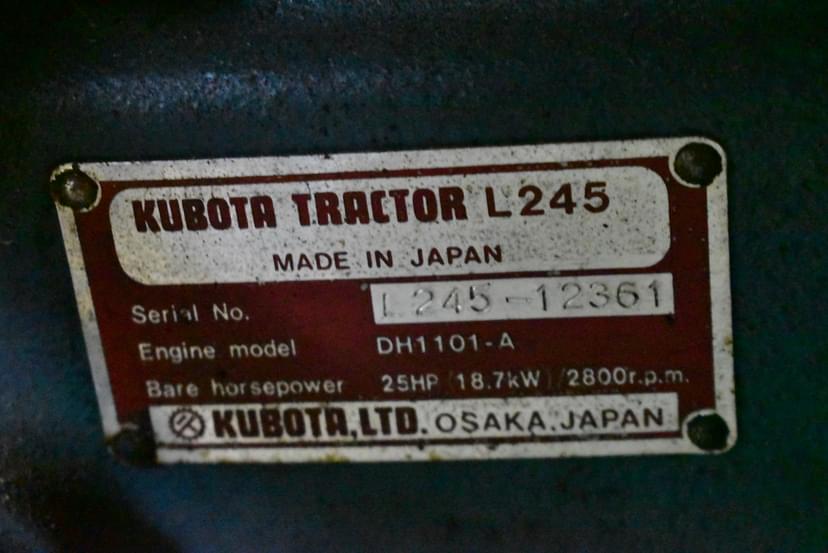 KUBOTA TRACTOR L245
MADE IN JAPAN
Serial No. L245-12361
Engine model DH1101-A
Bare horsepower 25HP (18.7kW)/2800r.p.m.
KUBOTA,LTD. OSAKA,JAPAN